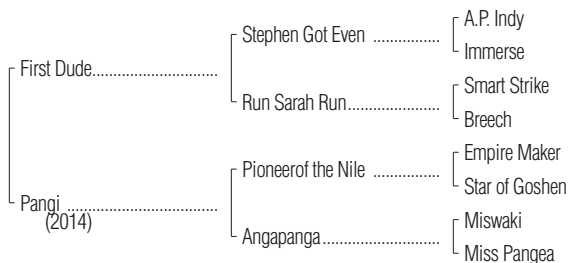 A.P. Indy
Stephen Got Even ................
Immerse
First Dude..............................
Smart Strike
Run Sarah Run......................
Breech
Empire Maker
Pioneerof the Nile ................
Star of Goshen
Pangi ....................................
(2014)
Miswaki
Angapanga............................
Miss Pangea